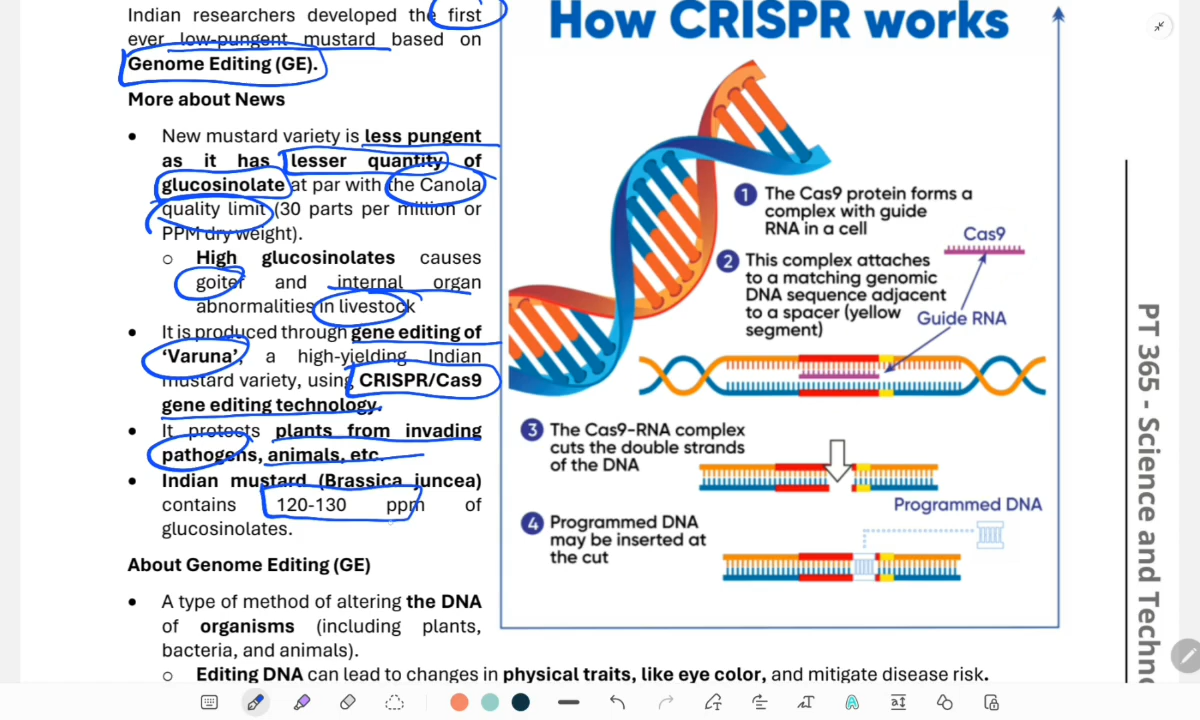 Indian researchers developed the first
ever low-pungent mustard based on
Genome Editing (GE).
More about News
• New mustard variety is less pungent
as it has lesser quantity of
glucosinolate at par with the Canola
quality limit (30 parts per million or
PPM dry weight).
o High glucosinolates causes
goiter and internal organ
abnormalities in livestock
• It is produced through gene editing of
‘Varuna’, a high-yielding Indian
mustard variety, using CRISPR/Cas9
gene editing technology.
• It protects plants from invading
pathogens, animals, etc.
• Indian mustard (Brassica juncea)
contains 120-130 ppm of
glucosinolates.
About Genome Editing (GE)
• A type of method of altering the DNA
of organisms (including plants,
bacteria, and animals).
o Editing DNA can lead to changes in physical traits, like eye color, and mitigate disease risk.
How CRISPR works
1 The Cas9 protein forms a
complex with guide
RNA in a cell
2 This complex attaches
to a matching genomic
DNA sequence adjacent
to a spacer (yellow
segment)
Cas9
Guide RNA
3 The Cas9-RNA complex
cuts the double strands
of the DNA
Programmed DNA
4 Programmed DNA
may be inserted at
the cut
PT 365 - Science and Techn